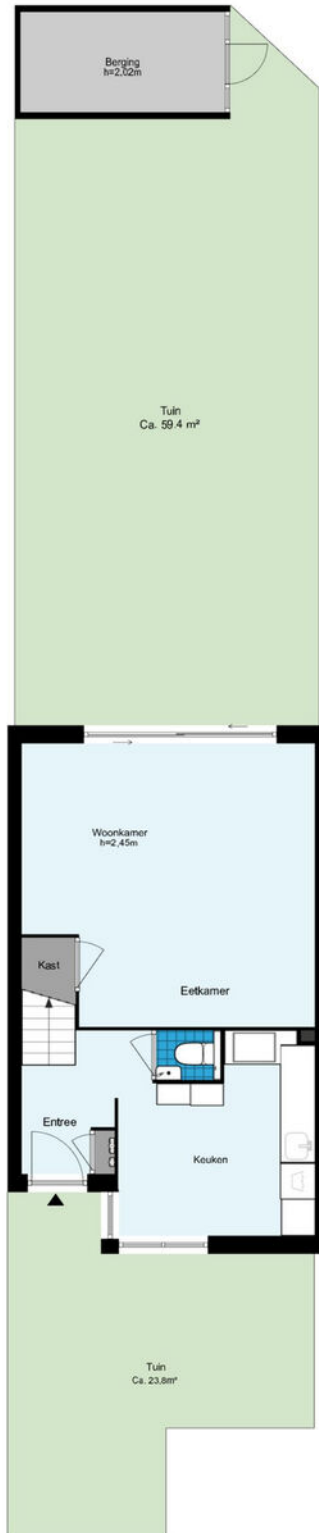 Berging
h=2,02m
Tuin
Ca. 59.4 m²
Woonkamer
h=2,45m
Kast
Eetkamer
Entree
Keuken
Tuin
Ca. 23,8m²